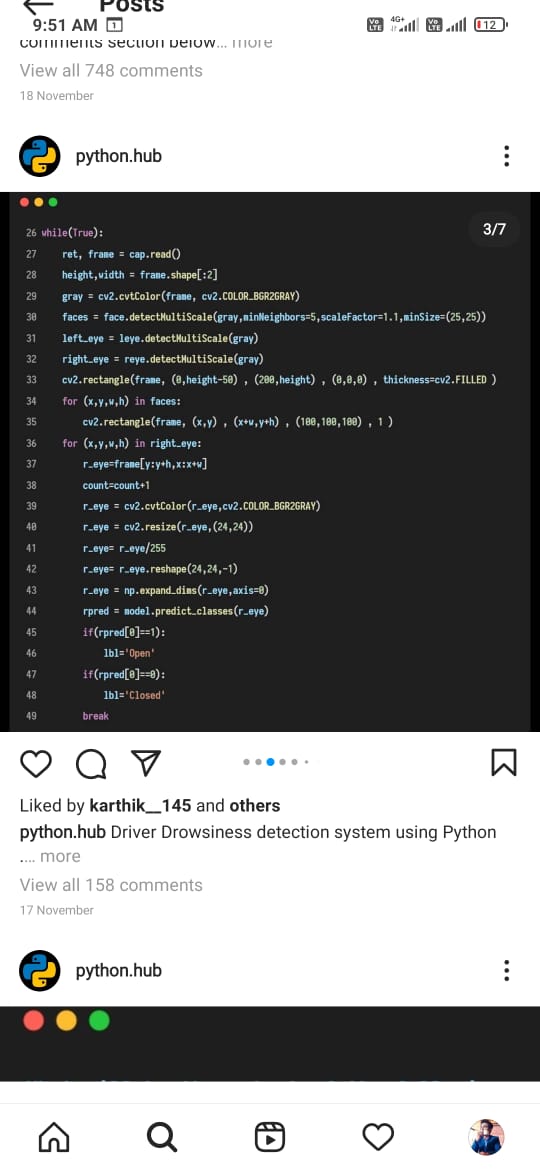 Posts
9:51 AM 1
Vo LTE 4G+ Vo LTE 12
comments section below... more
View all 748 comments
18 November
python.hub
3/7
26 while(True):
27 ret, frame = cap.read()
28 height,width = frame.shape[:2]
29 gray = cv2.cvtColor(frame, cv2.COLOR_BGR2GRAY)
30 faces = face.detectMultiScale(gray,minNeighbors=5,scaleFactor=1.1,minSize=(25,25))
31 left_eye = leye.detectMultiScale(gray)
32 right_eye = reye.detectMultiScale(gray)
33 cv2.rectangle(frame, (0,height-50) , (200,height) , (0,0,0) , thickness=cv2.FILLED )
34 for (x,y,w,h) in faces:
35 cv2.rectangle(frame, (x,y) , (x+w,y+h) , (100,100,100) , 1 )
36 for (x,y,w,h) in right_eye:
37 r_eye=frame[y:y+h,x:x+w]
38 count=count+1
39 r_eye = cv2.cvtColor(r_eye,cv2.COLOR_BGR2GRAY)
40 r_eye = cv2.resize(r_eye,(24,24))
41 r_eye= r_eye/255
42 r_eye= r_eye.reshape(24,24,-1)
43 r_eye = np.expand_dims(r_eye,axis=0)
44 rpred = model.predict_classes(r_eye)
45 if(rpred[0]==1):
46 lbl='Open'
47 if(rpred[0]==0):
48 lbl='Closed'
49 break
Liked by karthik__145 and others
python.hub Driver Drowsiness detection system using Python
.... more
View all 158 comments
17 November
python.hub